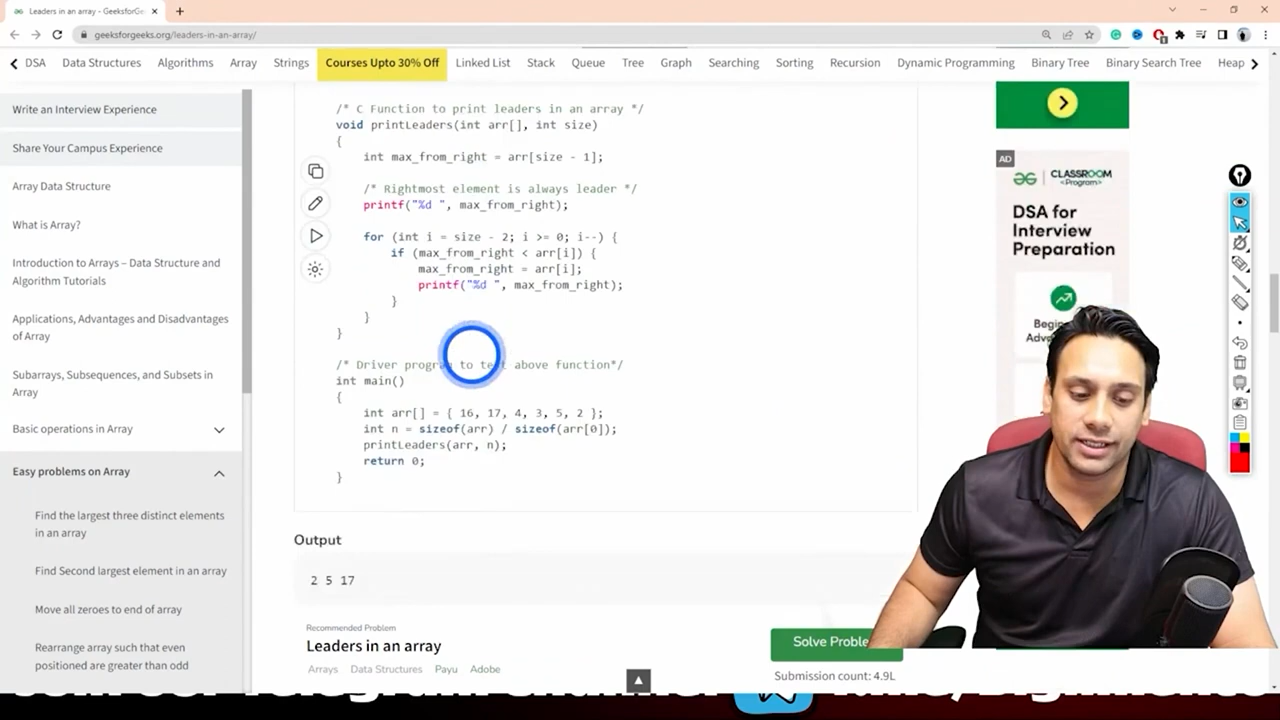 Leaders in an array - GeeksforGe
geeksforgeeks.org/leaders-in-an-array/
DSA Data Structures Algorithms Array Strings Courses Upto 30% Off Linked List Stack Queue Tree Graph Searching Sorting Recursion Dynamic Programming Binary Tree Binary Search Tree Heap
Write an Interview Experience
Share Your Campus Experience
Array Data Structure
What is Array?
Introduction to Arrays – Data Structure and
Algorithm Tutorials
Applications, Advantages and Disadvantages
of Array
Subarrays, Subsequences, and Subsets in
Array
Basic operations in Array
Easy problems on Array
Find the largest three distinct elements
in an array
Find Second largest element in an array
Move all zeroes to end of array
Rearrange array such that even
positioned are greater than odd
/* C Function to print leaders in an array */
void printLeaders(int arr[], int size)
{
int max_from_right = arr[size - 1];
/* Rightmost element is always leader */
printf("%d ", max_from_right);
for (int i = size - 2; i >= 0; i--) {
if (max_from_right < arr[i]) {
max_from_right = arr[i];
printf("%d ", max_from_right);
}
}
}
/* Driver program to test above function*/
int main()
{
int arr[] = { 16, 17, 4, 3, 5, 2 };
int n = sizeof(arr) / sizeof(arr[0]);
printLeaders(arr, n);
return 0;
}
Output
2 5 17
Recommended Problem
Leaders in an array
Arrays Data Structures Payu Adobe
Solve Proble
Submission count: 4.9L
AD
CLASSROOM
<Program>
DSA for
Interview
Preparation